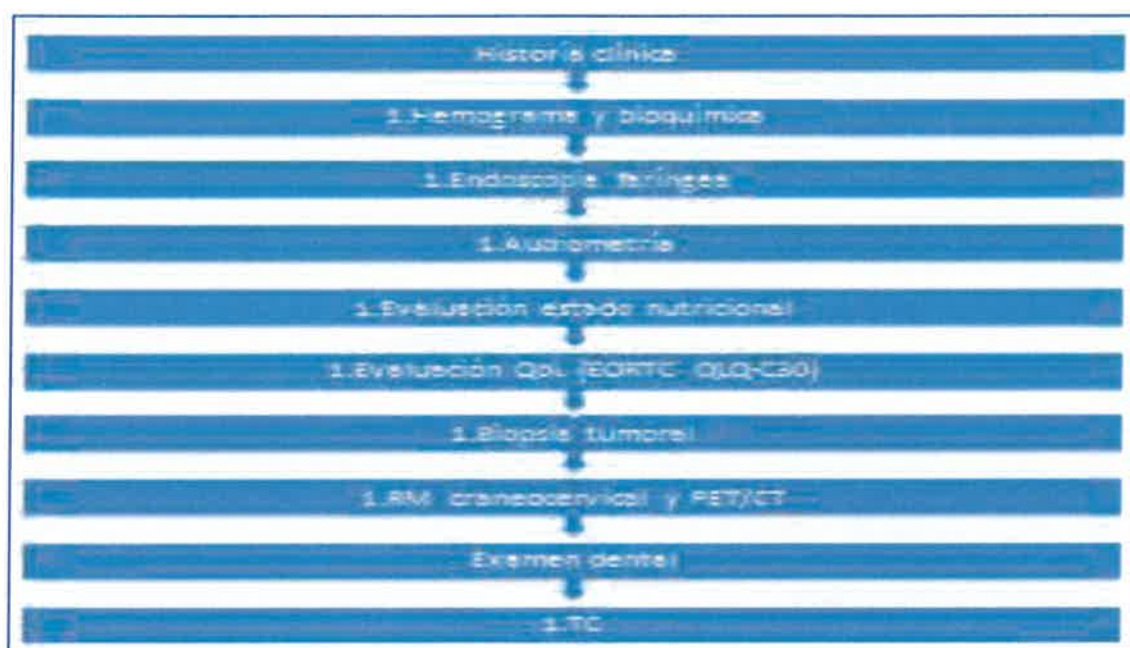 Historia clínica
1.Hemograma y bioquímica
1.Endoscopia faríngea
1.Audiometría
1.Evaluación estado nutricional
1.Evaluación QoL (EORTC QLQ-C30)
1.Biopsia tumoral
1.RM craneocervical y PET/CT
Examen dental
1.TC